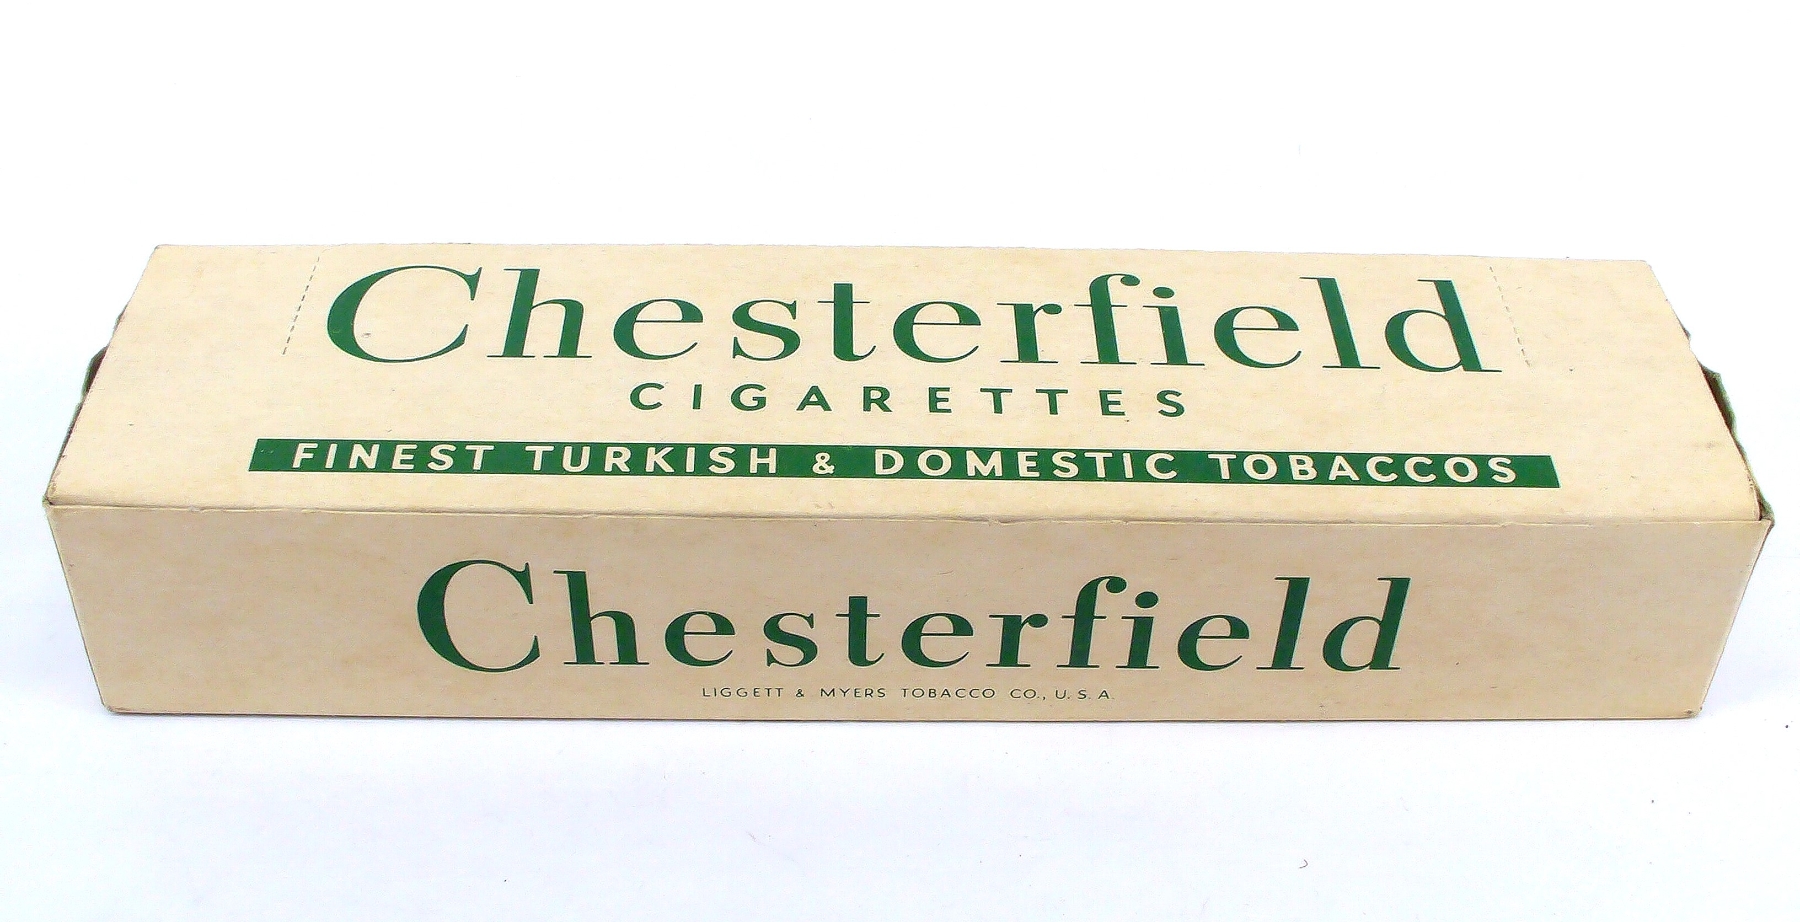 Chesterfield
CIGARETTES
FINEST TURKISH & DOMESTIC TOBACCOS
Chesterfield
LIGGETT & MYERS TOBACCO CO., U.S.A.